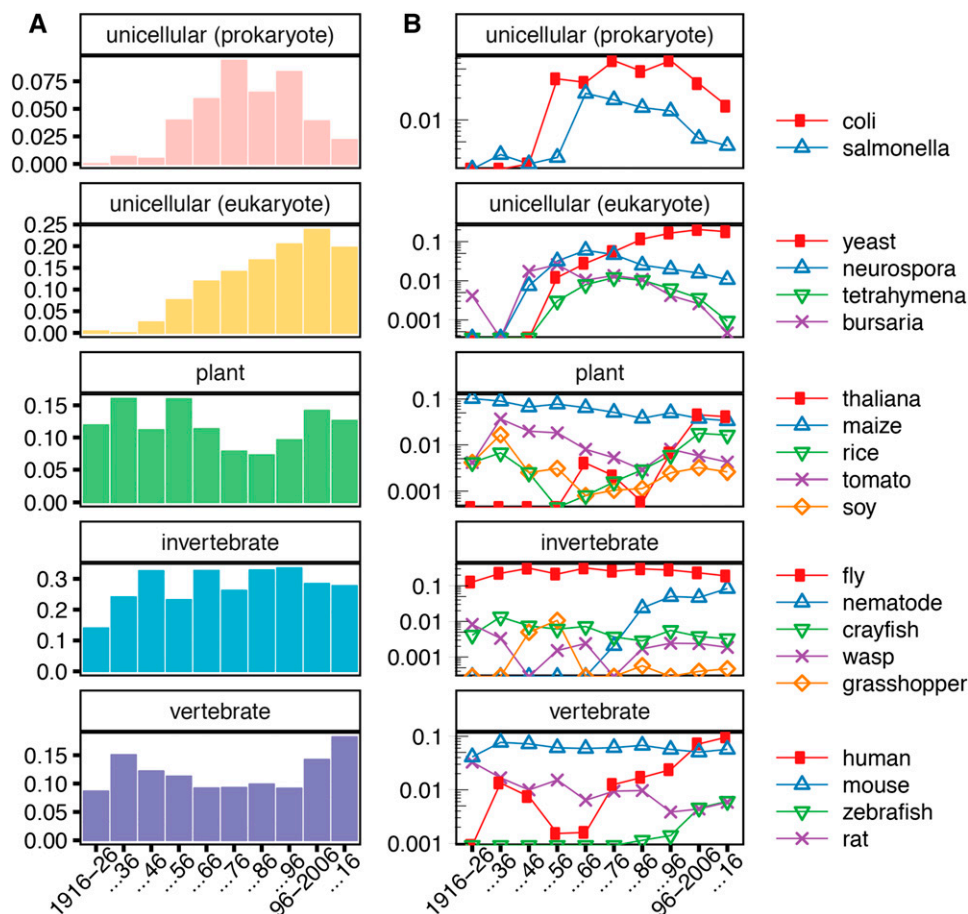 A
unicellular (prokaryote)
0.075
0.050
0.025
0.000
unicellular (eukaryote)
0.25
0.20
0.15
0.10
0.05
0.00
plant
0.15
0.10
0.05
0.00
invertebrate
0.3
0.2
0.1
0.0
vertebrate
0.15
0.10
0.05
0.00
1916–26
...36
...46
...56
...66
...76
...86
...96
96–2006
...16
B
unicellular (prokaryote)
0.01
coli
salmonella
unicellular (eukaryote)
0.1
0.01
0.001
yeast
neurospora
tetrahymena
bursaria
plant
0.1
0.01
0.001
thaliana
maize
rice
tomato
soy
invertebrate
0.1
0.01
0.001
fly
nematode
crayfish
wasp
grasshopper
vertebrate
0.1
0.01
0.001
human
mouse
zebrafish
rat
1916–26
...36
...46
...56
...66
...76
...86
...96
96–2006
...16